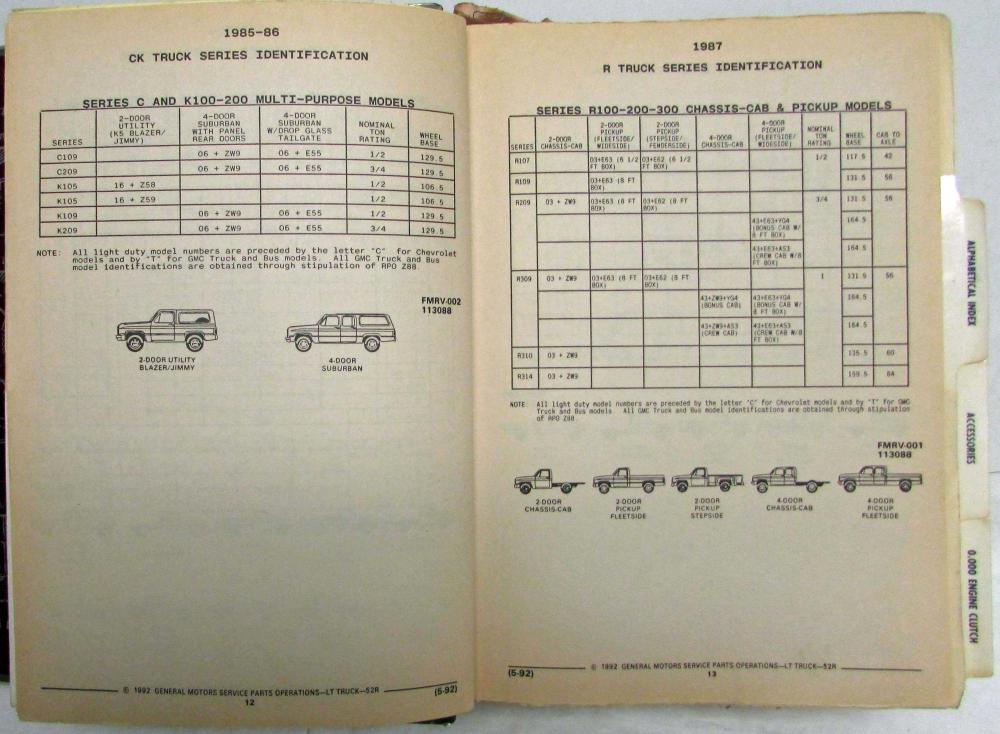 1985-86
CK TRUCK SERIES IDENTIFICATION
SERIES C AND K100-200 MULTI-PURPOSE MODELS
SERIES 2-DOOR UTILITY (K5 BLAZER/ JIMMY) 4-DOOR SUBURBAN WITH PANEL REAR DOORS 4-DOOR SUBURBAN W/DROP GLASS TAILGATE NOMINAL TON RATING WHEEL BASE
C109 06 + ZW9 06 + E55 1/2 129.5
C209 06 + ZW9 06 + E55 3/4 129.5
K105 16 + Z58 1/2 106.5
K105 16 + Z59 1/2 106.5
K109 06 + ZW9 06 + E55 1/2 129.5
K209 06 + ZW9 06 + E55 3/4 129.5
NOTE: All light duty model numbers are preceded by the letter "C" for Chevrolet
models and by "T" for GMC Truck and Bus models. All GMC Truck and Bus
model identifications are obtained through stipulation of RPO Z88.
FMRV-002
113088
2-DOOR UTILITY
BLAZER/JIMMY
4-DOOR
SUBURBAN
© 1992 GENERAL MOTORS SERVICE PARTS OPERATIONS—LT TRUCK—52R
(5-92)
12
1987
R TRUCK SERIES IDENTIFICATION
SERIES R100-200-300 CHASSIS-CAB & PICKUP MODELS
SERIES 2-DOOR CHASSIS-CAB 2-DOOR PICKUP (FLEETSIDE/ WIDESIDE) 2-DOOR PICKUP (STEPSIDE/ FENDERSIDE) 4-DOOR CHASSIS-CAB 4-DOOR PICKUP (FLEETSIDE/ WIDESIDE) NOMINAL TON RATING WHEEL BASE CAB TO AXLE
R107 03+E63 (6 1/2 FT BOX) 03+E62 (6 1/2 FT BOX) 1/2 117.5 42
R109 03+E63 (8 FT BOX) 131.5 56
R209 03 + ZW9 03+E63 (8 FT BOX) 03+E62 (8 FT BOX) 3/4 131.5 56
43+E63+YG4 (BONUS CAB W/ 8 FT BOX) 164.5
43+E63+AS3 (CREW CAB W/ 8 FT BOX) 164.5
R309 03 + ZW9 03+E63 (8 FT BOX) 03+E62 (8 FT BOX) 1 131.5 56
43+ZW9+YG4 (BONUS CAB) 43+E63+YG4 (BONUS CAB W/ 8 FT BOX) 164.5
43+ZW9+AS3 (CREW CAB) 43+E63+AS3 (CREW CAB W/ 8 FT BOX) 164.5
R310 03 + ZW9 135.5 60
R314 03 + ZW9 159.5 84
NOTE: All light duty model numbers are preceded by the letter "C" for Chevrolet models and by "T" for GMC
Truck and Bus models. All GMC Truck and Bus model identifications are obtained through stipulation
of RPO Z88.
FMRV-001
113088
2-DOOR
CHASSIS-CAB
2-DOOR
PICKUP
FLEETSIDE
2-DOOR
PICKUP
STEPSIDE
4-DOOR
CHASSIS-CAB
4-DOOR
PICKUP
FLEETSIDE
© 1992 GENERAL MOTORS SERVICE PARTS OPERATIONS—LT TRUCK—52R
(5-92)
13
ALPHABETICAL INDEX
ACCESSORIES
0.000 ENGINE CLUTCH